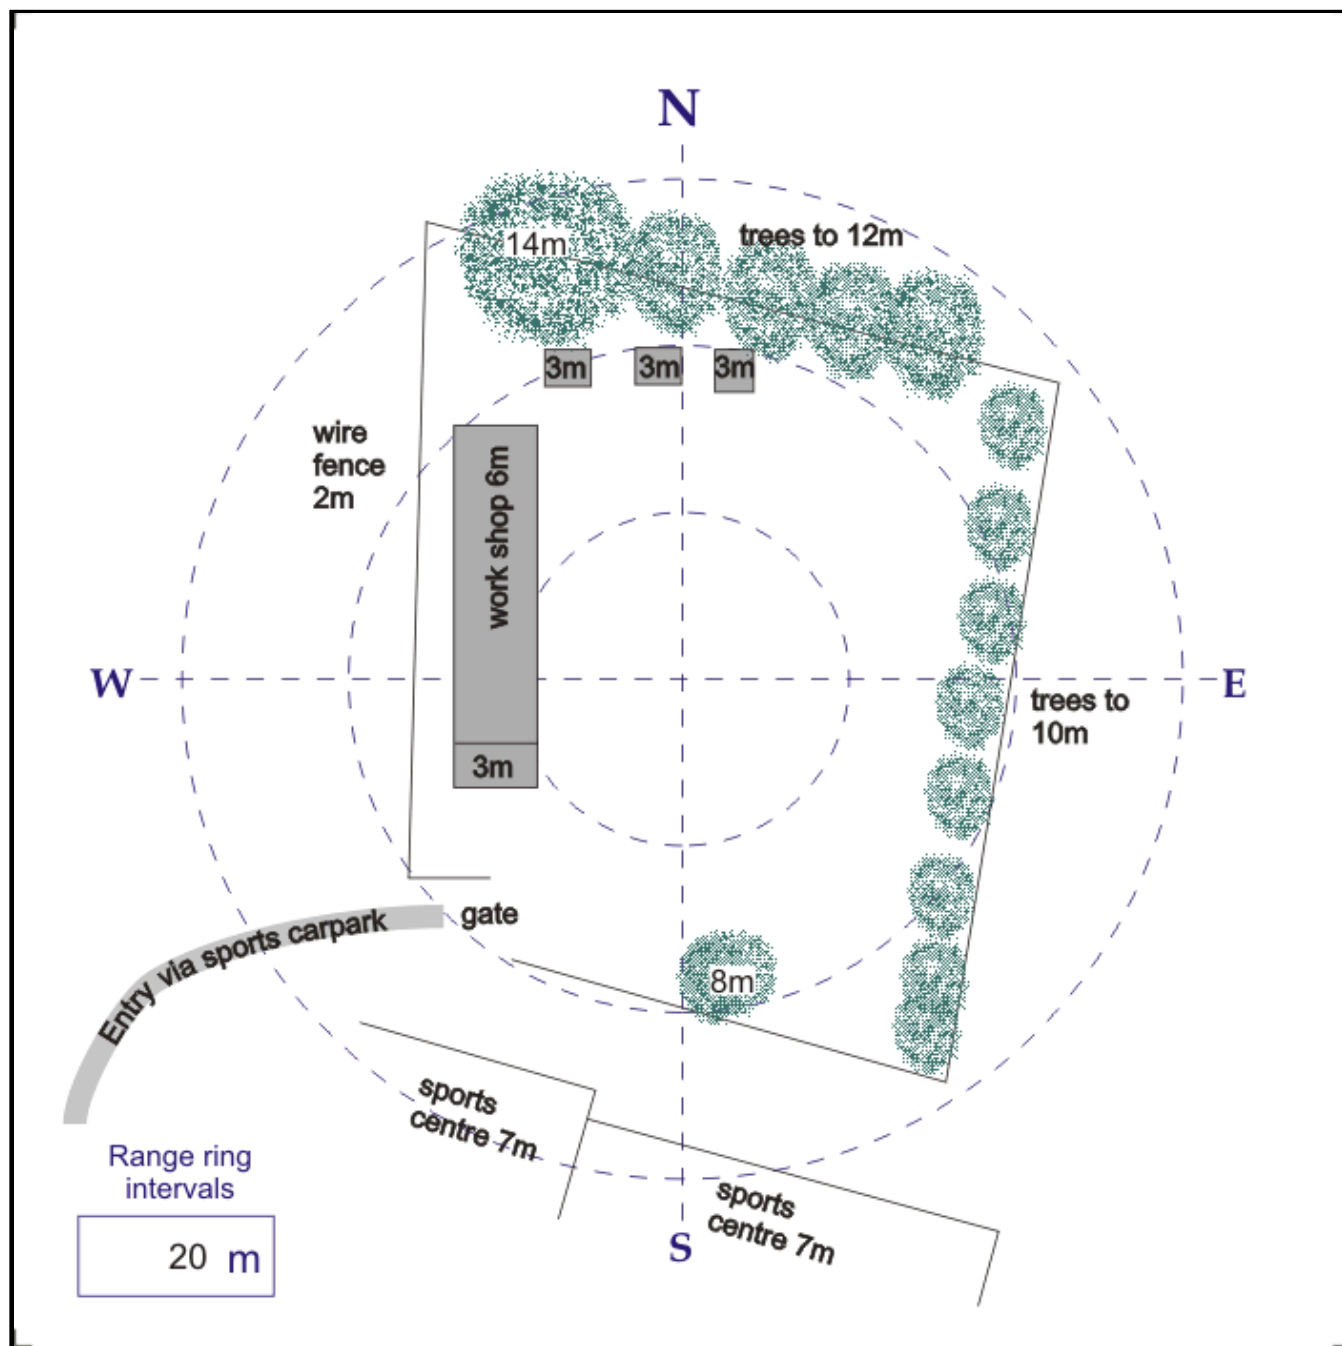 N
14m
trees to 12m
3m
3m
3m
wire
fence
2m
work shop 6m
W
E
trees to
10m
3m
gate
Entry via sports carpark
8m
sports
centre 7m
Range ring
intervals
20 m
sports
centre 7m
S